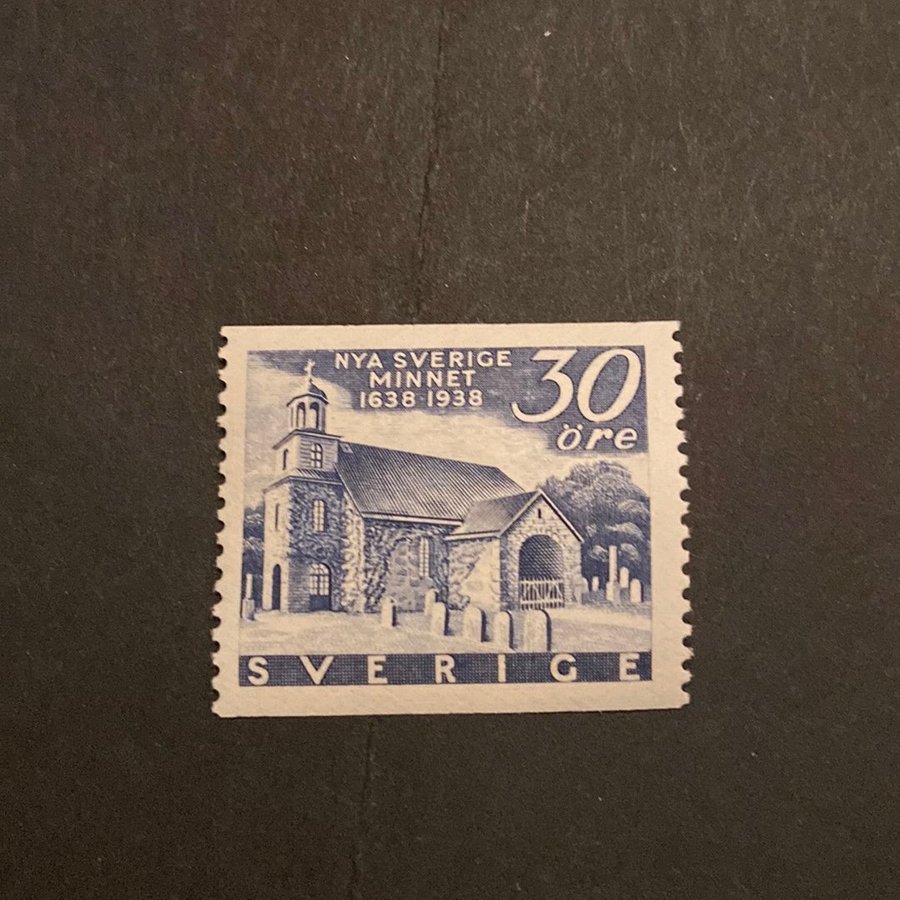 NYA SVERIGE
MINNET
1638-1938
30
öre
SVERIGE